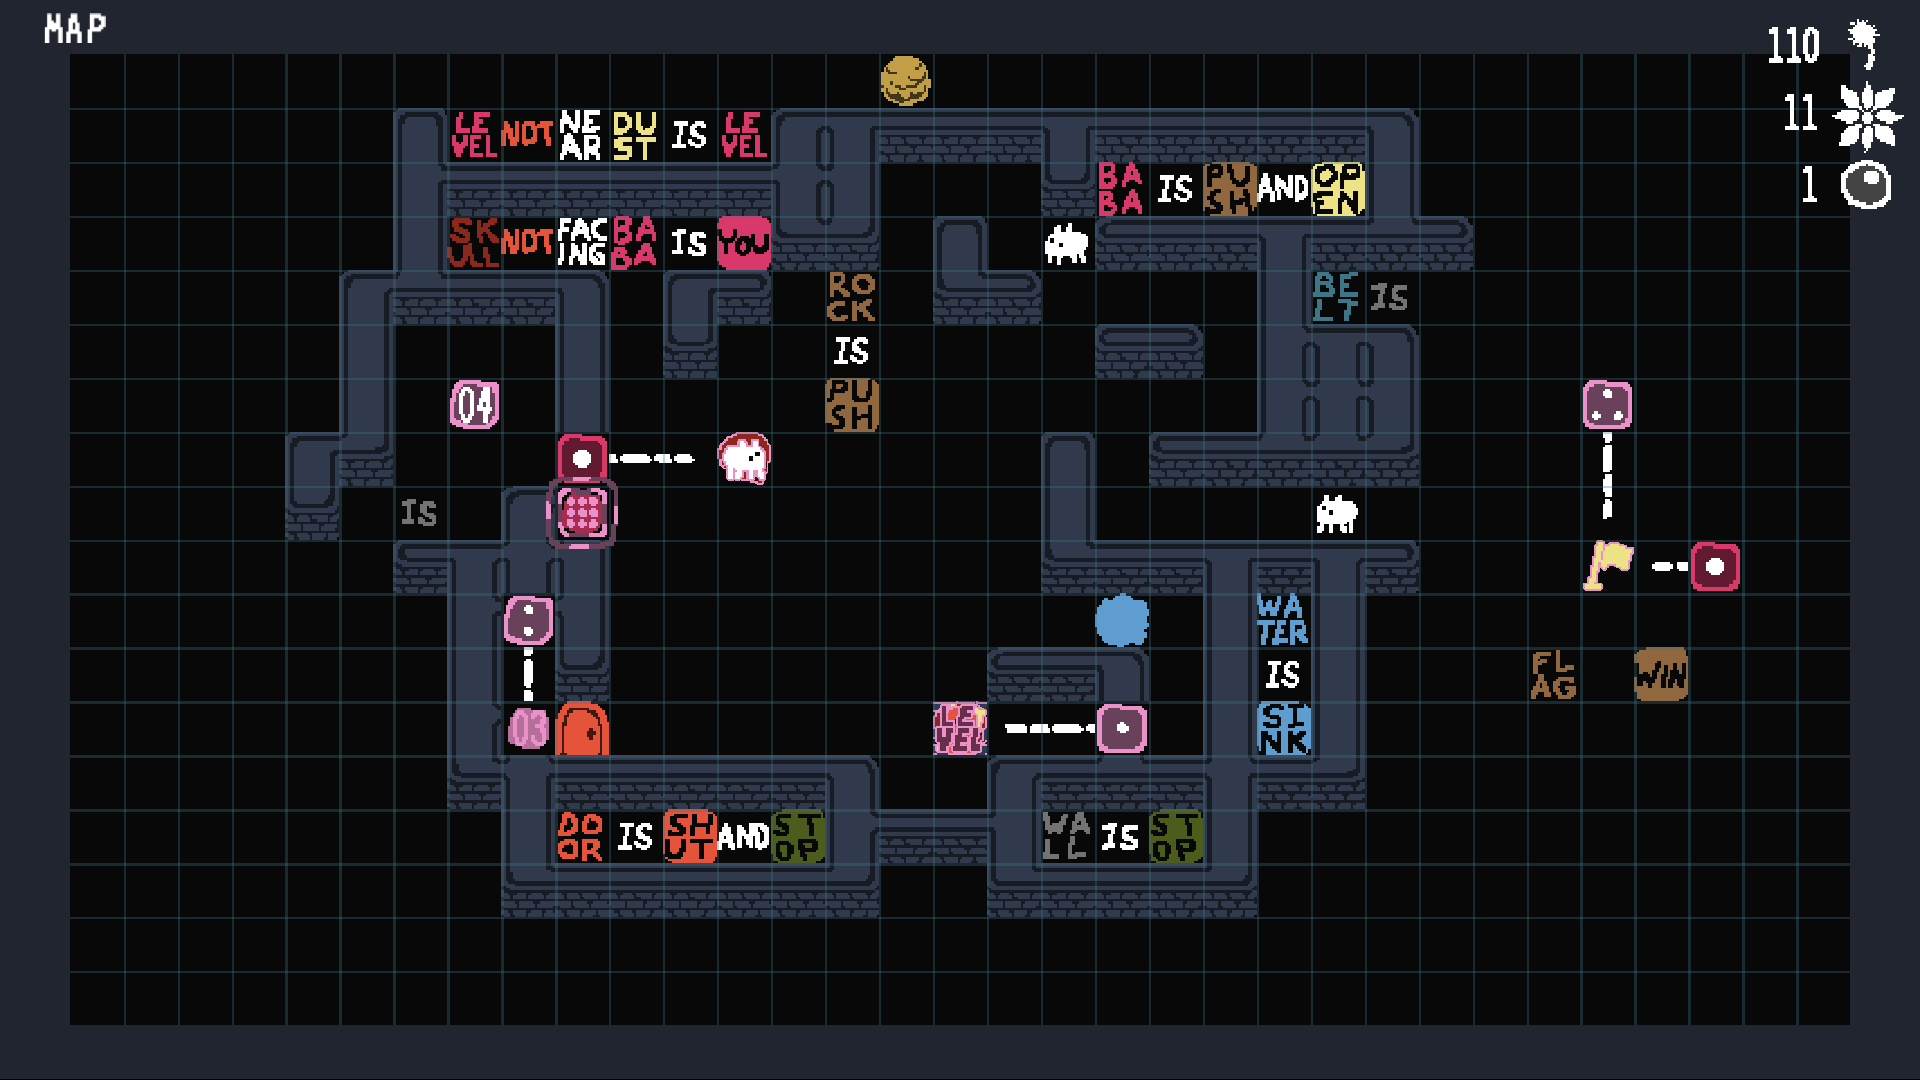 MAP
110
11
1
LEVEL NOT NEAR DUST IS LEVEL
BABA IS PUSH AND OPEN
SKULL NOT FACING BABA IS YOU
ROCK
IS
PUSH
BELT IS
04
IS
WATER
IS
SINK
FLAG WIN
03
LEVEL
DOOR IS SHUT AND STOP
WALL IS STOP